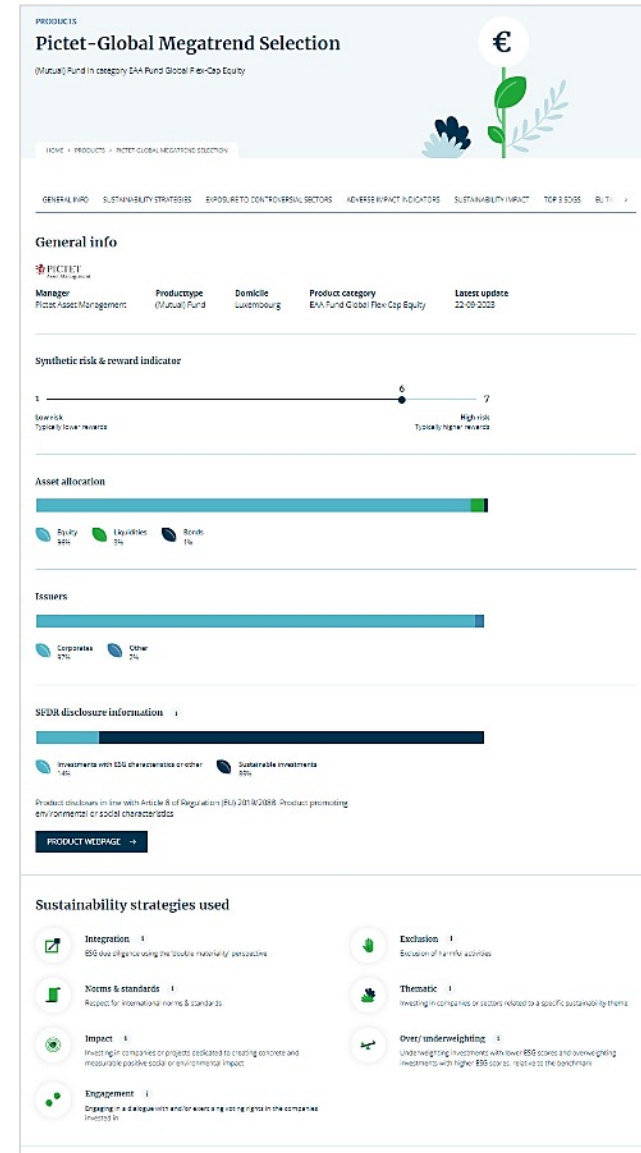 PRODUCTS
Pictet-Global Megatrend Selection
€
(Mutual) Fund in category EAA Fund Global Flex-Cap Equity
HOME › PRODUCTS › PICTET-GLOBAL MEGATREND SELECTION
GENERAL INFO SUSTAINABILITY STRATEGIES EXPOSURE TO CONTROVERSIAL SECTORS ADVERSE IMPACT INDICATORS SUSTAINABILITY IMPACT TOP 3 SDGS EU T
General info
PICTET
Asset Management
Manager Producttype Domicile Product category Latest update
Pictet Asset Management (Mutual) Fund Luxembourg EAA Fund Global Flex-Cap Equity 22-09-2023
Synthetic risk & reward indicator
6
1 7
Low risk High risk
Typically lower rewards Typically higher rewards
Asset allocation
Equity Liquidities Bonds
3% 1%
Issuers
Corporates Other
97%
SFDR disclosure information i
Investments with ESG characteristics or other Sustainable investments
14%
Product discloses in line with Article 8 of Regulation (EU) 2019/2088: Product promoting
environmental or social characteristics
PRODUCT WEBPAGE →
Sustainability strategies used
Integration i
ESG due diligence using the 'double materiality' perspective
Exclusion i
Exclusion of harmful activities
Norms & standards i
Respect for international norms & standards
Thematic i
Investing in companies or sectors related to a specific sustainability theme
Impact i
Investing in companies or projects dedicated to creating concrete and
measurable positive social or environmental impact
Over/ underweighting i
Underweighting investments with lower ESG scores and overweighting
investments with higher ESG scores, relative to the benchmark
Engagement i
Engaging in a dialogue with and/or exercising voting rights in the companies
invested in